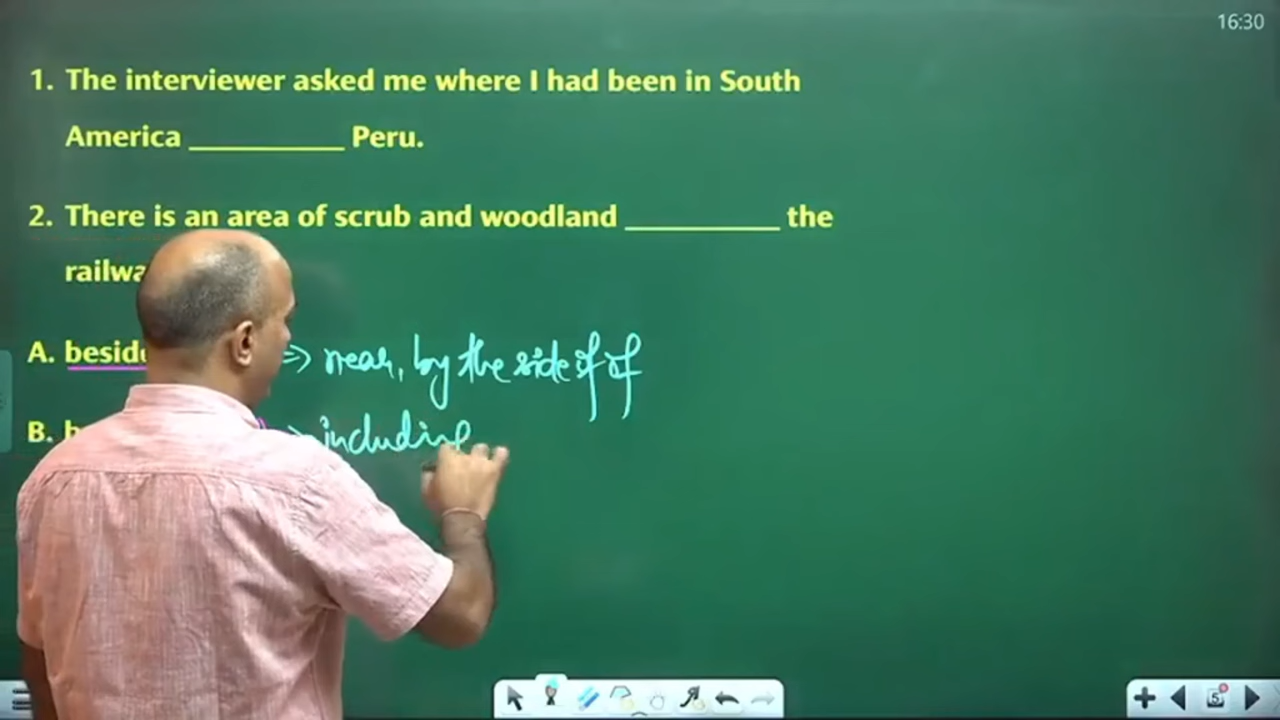 16:30
1. The interviewer asked me where I had been in South
America __________ Peru.
2. There is an area of scrub and woodland __________ the
railwa
A. besid ⇒ near, by the side of of
B. b including
5